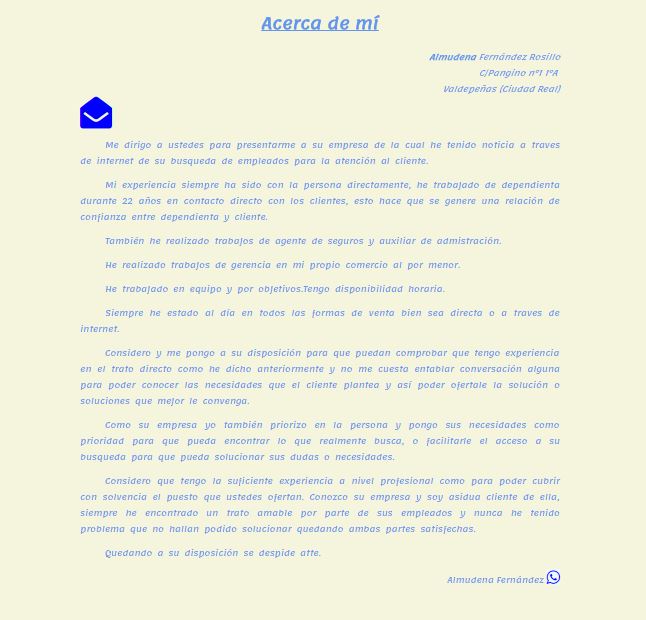 Acerca de mí
Almudena Fernández Rosillo
C/Pangino nº1 1ºA
Valdepeñas (Ciudad Real)
Me dirigo a ustedes para presentarme a su empresa de la cual he tenido noticia a traves
de internet de su busqueda de empleados para la atención al cliente.
Mi experiencia siempre ha sido con la persona directamente, he trabajado de dependienta
durante 22 años en contacto directo con los clientes, esto hace que se genere una relación de
confianza entre dependienta y cliente.
También he realizado trabajos de agente de seguros y auxiliar de admistración.
He realizado trabajos de gerencia en mi propio comercio al por menor.
He trabajado en equipo y por objetivos.Tengo disponibilidad horaria.
Siempre he estado al día en todos las formas de venta bien sea directa o a traves de
internet.
Considero y me pongo a su disposición para que puedan comprobar que tengo experiencia
en el trato directo como he dicho anteriormente y no me cuesta entablar conversación alguna
para poder conocer las necesidades que el cliente plantea y así poder ofertale la solución o
soluciones que mejor le convenga.
Como su empresa yo también priorizo en la persona y pongo sus necesidades como
prioridad para que pueda encontrar lo que realmente busca, o facilitarle el acceso a su
busqueda para que pueda solucionar sus dudas o necesidades.
Considero que tengo la suficiente experiencia a nivel profesional como para poder cubrir
con solvencia el puesto que ustedes ofertan. Conozco su empresa y soy asidua cliente de ella,
siempre he encontrado un trato amable por parte de sus empleados y nunca he tenido
problema que no hallan podido solucionar quedando ambas partes satisfechas.
Quedando a su disposición se despide atte.
Almudena Fernández